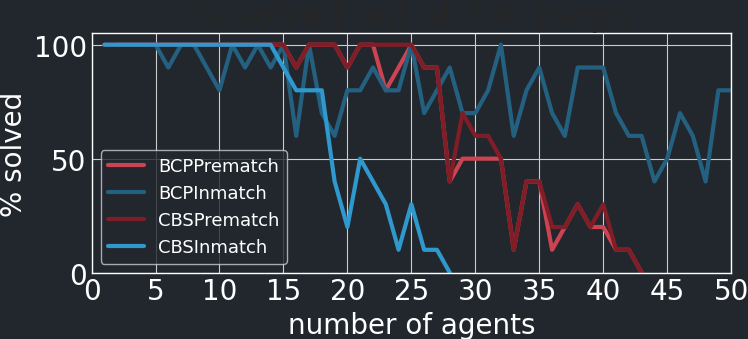 100
50
0
% solved
BCPPrematch
BCPInmatch
CBSPrematch
CBSInmatch
0 5 10 15 20 25 30 35 40 45 50
number of agents